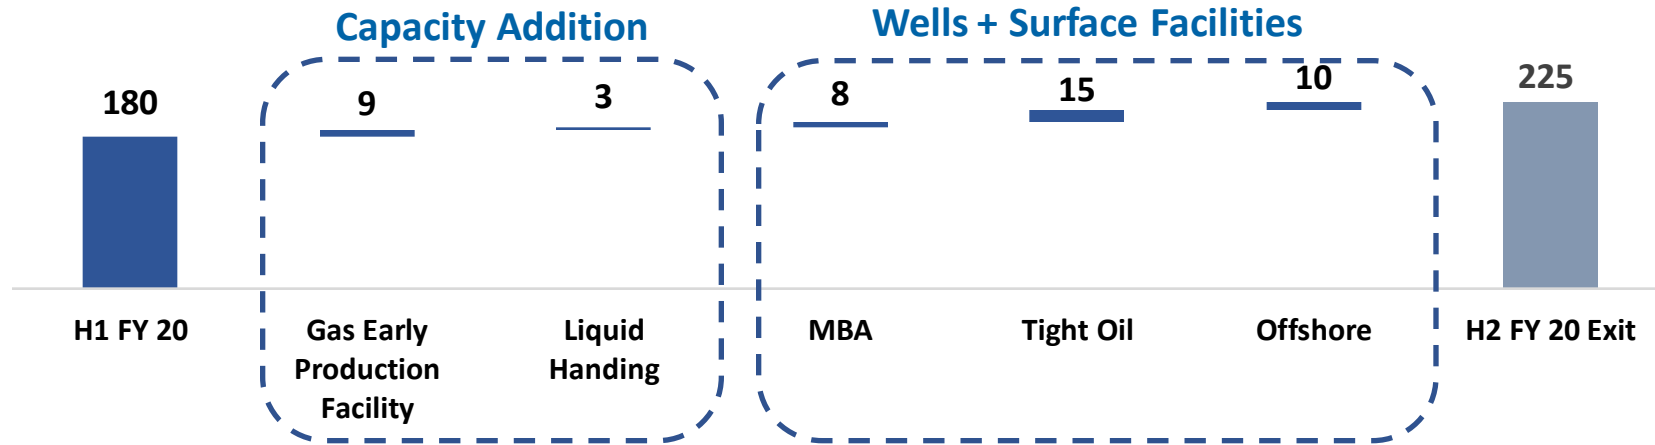 Capacity Addition
Wells + Surface Facilities
180
9
3
8
15
10
225
H1 FY 20
Gas Early
Production
Facility
Liquid
Handing
MBA
Tight Oil
Offshore
H2 FY 20 Exit